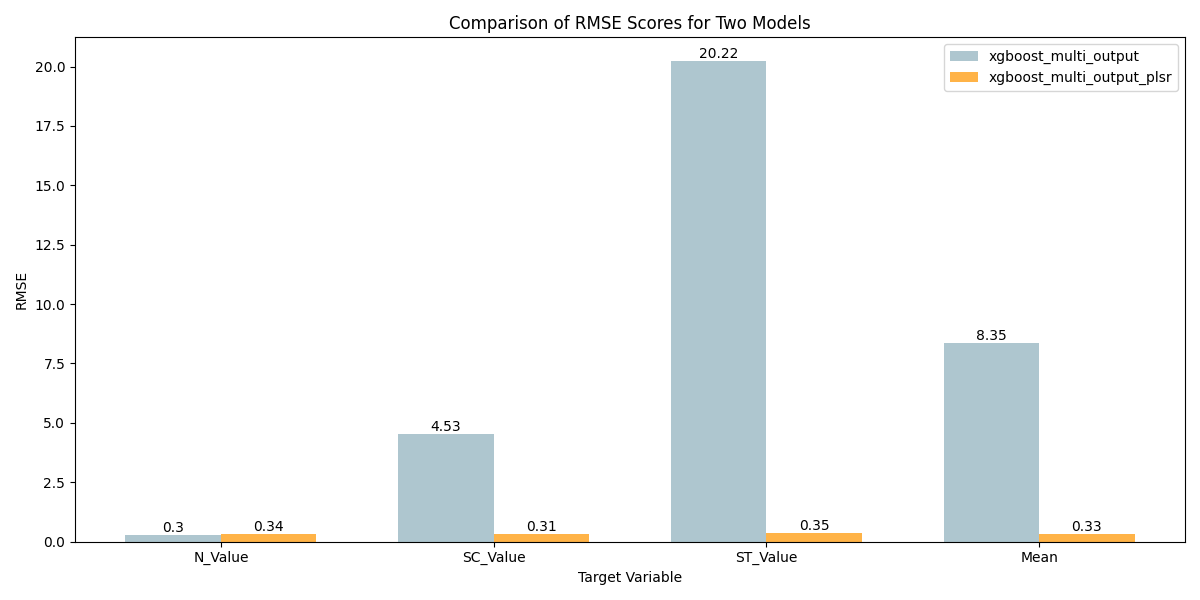 Comparison of RMSE Scores for Two Models
xgboost_multi_output
xgboost_multi_output_plsr
20.0
17.5
15.0
12.5
10.0
7.5
5.0
2.5
0.0
RMSE
0.3
0.34
4.53
0.31
20.22
0.35
8.35
0.33
N_Value
SC_Value
ST_Value
Mean
Target Variable